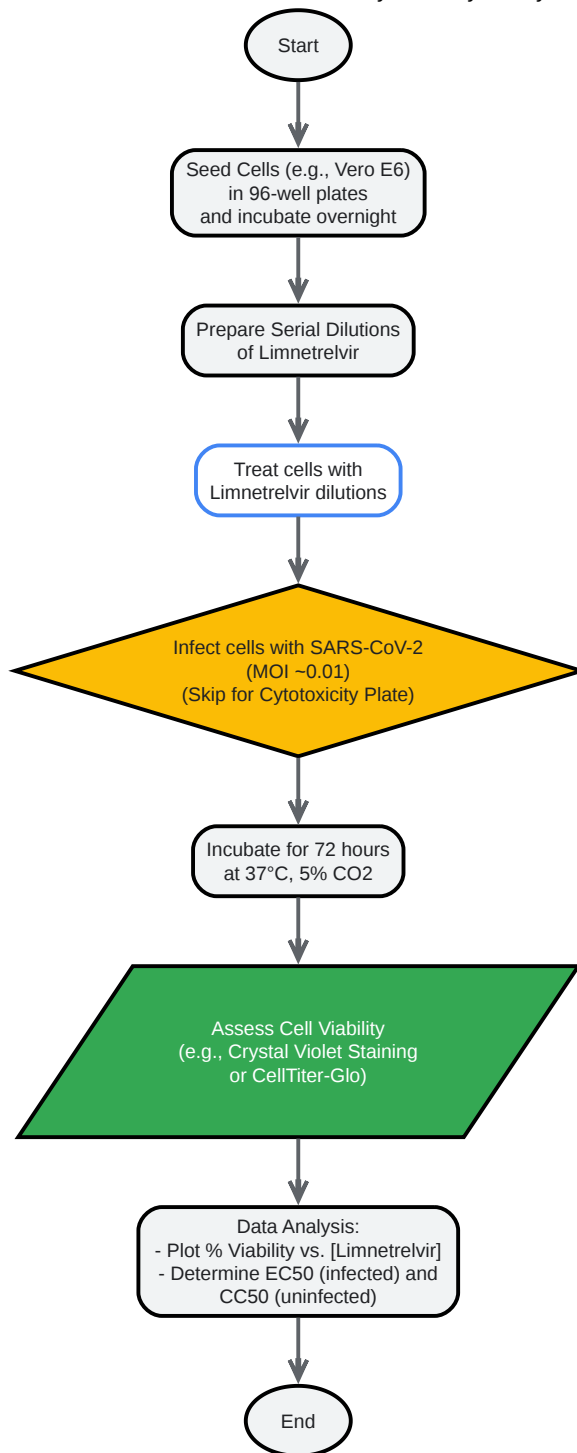 Start
Seed Cells (e.g., Vero E6)
in 96-well plates
and incubate overnight
Prepare Serial Dilutions
of Limnetrelvir
Treat cells with
Limnetrelvir dilutions
Infect cells with SARS-CoV-2
(MOI ~0.01)
(Skip for Cytotoxicity Plate)
Incubate for 72 hours
at 37°C, 5% CO2
Assess Cell Viability
(e.g., Crystal Violet Staining
or CellTiter-Glo)
Data Analysis:
- Plot % Viability vs. [Limnetrelvir]
- Determine EC50 (infected) and
CC50 (uninfected)
End